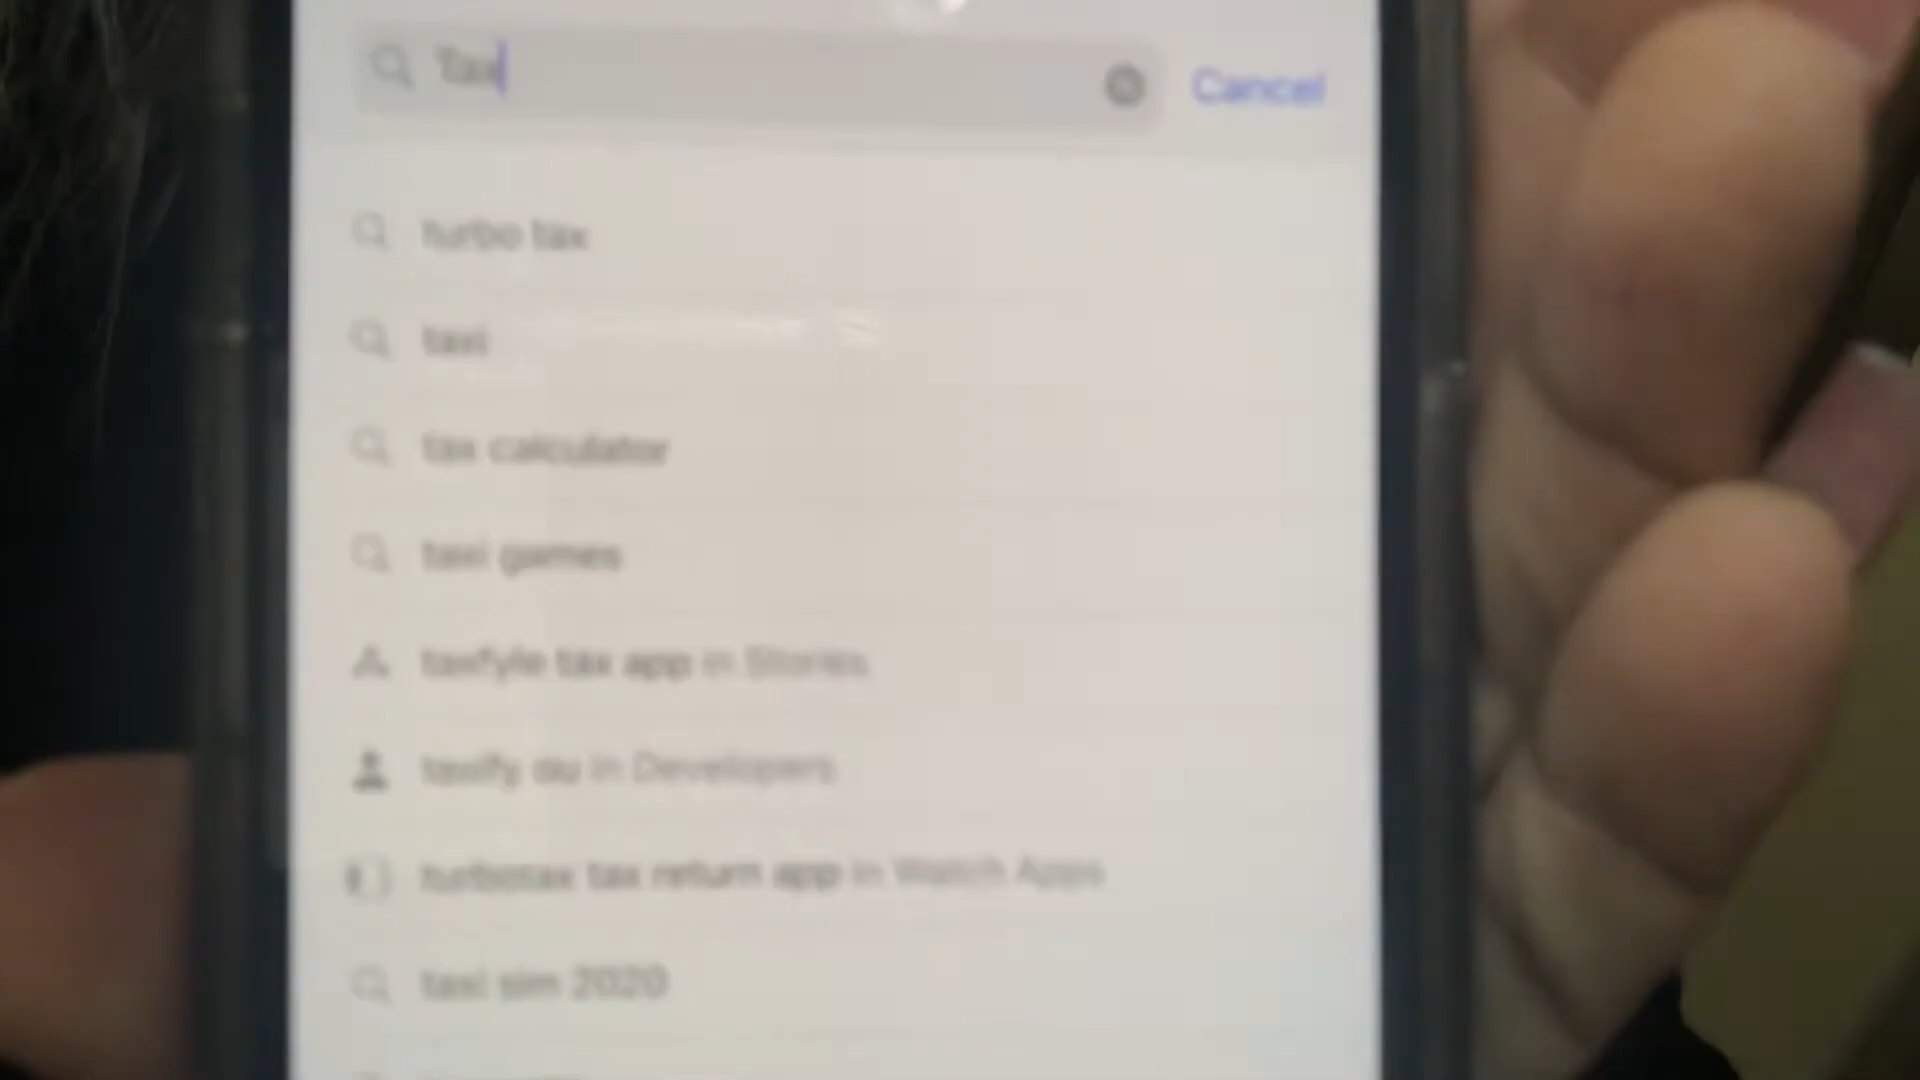 Tax
Cancel
turbo tax
taxi
tax calculator
taxi games
taxfyle tax app in Stories
taxify ou in Developers
turbotax tax return app in Watch Apps
taxi sim 2020